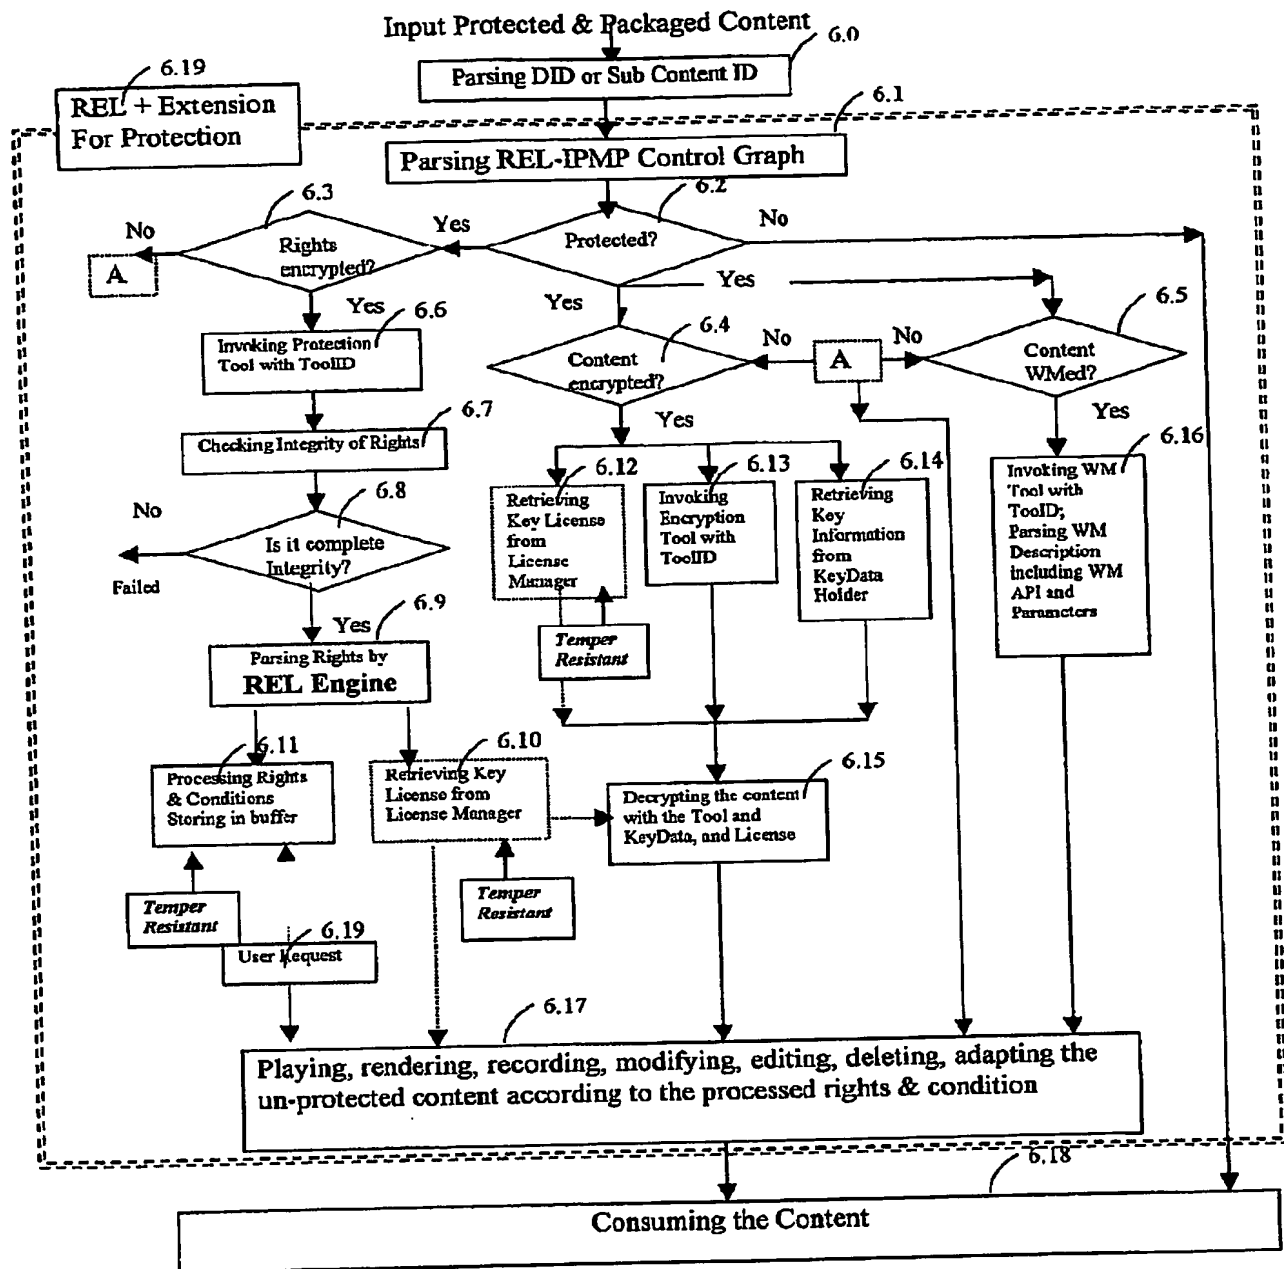 Input Protected & Packaged Content
6.0
Parsing DID or Sub Content ID
6.19
REL + Extension
For Protection
6.1
Parsing REL-IPMP Control Graph
6.2
6.3
No
Yes
No
Rights
encrypted?
Protected?
A
Yes
Yes
Yes
6.6
6.4
6.5
Invoking Protection
Tool with ToolID
Content
encrypted?
No
A
No
Content
WMed?
6.7
Yes
Yes
Checking Integrity of Rights
6.12
6.13
6.14
6.16
6.8
No
Is it complete
Integrity?
Failed
Retrieving
Key License
from
License
Manager
Invoking
Encryption
Tool with
ToolID
Retrieving
Key
Information
from
KeyData
Holder
Invoking WM
Tool with
ToolID;
Parsing WM
Description
including WM
API and
Parameters
Yes
6.9
Temper
Resistant
Parsing Rights by
REL Engine
6.11
6.10
6.15
Processing Rights
& Conditions
Storing in buffer
Retrieving Key
License from
License Manager
Decrypting the content
with the Tool and
KeyData, and License
Temper
Resistant
Temper
Resistant
6.19
User Request
6.17
Playing, rendering, recording, modifying, editing, deleting, adapting the
un-protected content according to the processed rights & condition
6.18
Consuming the Content